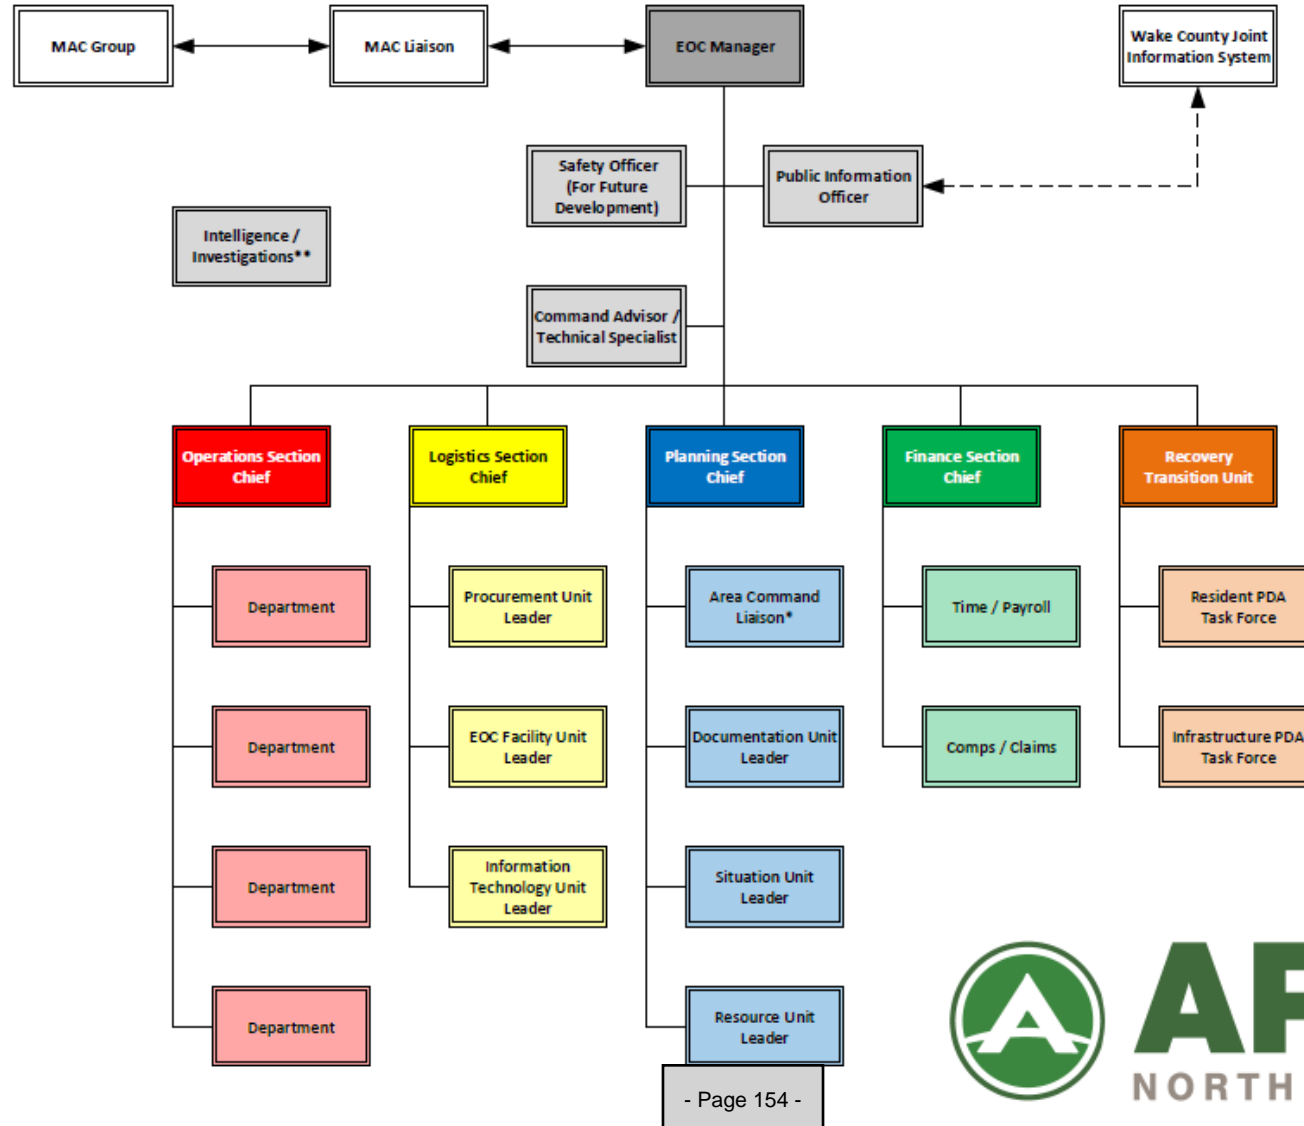 MAC Group
MAC Liaison
EOC Manager
Wake County Joint
Information System
Safety Officer
(For Future
Development)
Public Information
Officer
Intelligence /
Investigations**
Command Advisor /
Technical Specialist
Operations Section
Chief
Logistics Section
Chief
Planning Section
Chief
Finance Section
Chief
Recovery
Transition Unit
Department
Procurement Unit
Leader
Area Command
Liaison*
Time / Payroll
Resident PDA
Task Force
Department
EOC Facility Unit
Leader
Documentation Unit
Leader
Comps / Claims
Infrastructure PDA
Task Force
Department
Information
Technology Unit
Leader
Situation Unit
Leader
Department
Resource Unit
Leader
A
NORTH
- Page 154 -